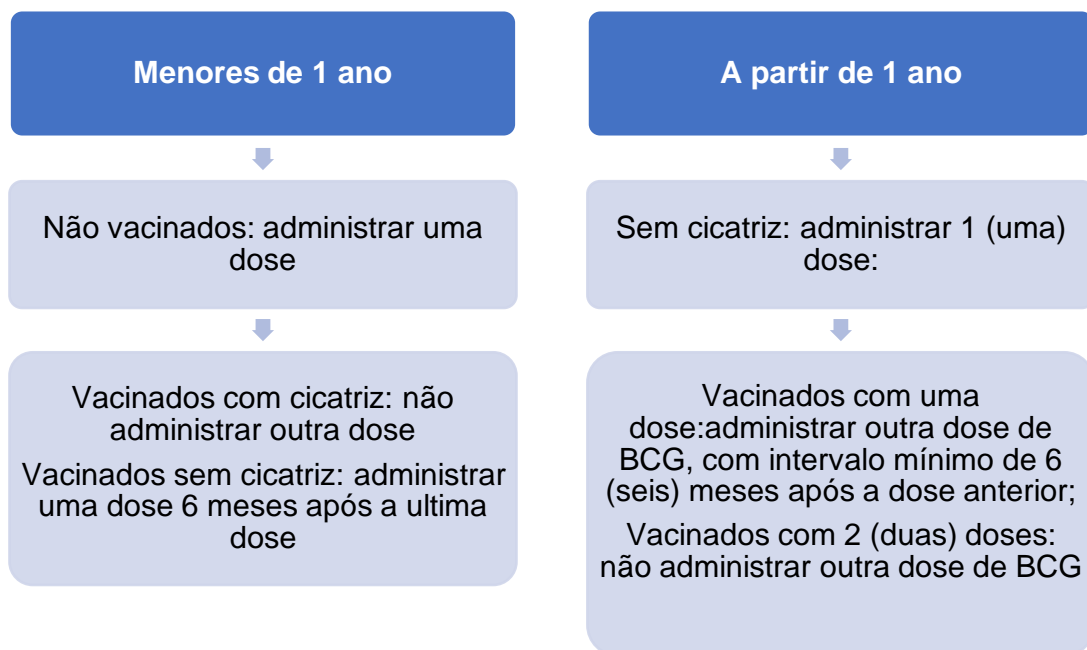 Menores de 1 ano
Não vacinados: administrar uma
dose
Vacinados com cicatriz: não
administrar outra dose
Vacinados sem cicatriz: administrar
uma dose 6 meses após a ultima
dose
A partir de 1 ano
Sem cicatriz: administrar 1 (uma)
dose:
Vacinados com uma
dose:administrar outra dose de
BCG, com intervalo mínimo de 6
(seis) meses após a dose anterior;
Vacinados com 2 (duas) doses:
não administrar outra dose de BCG